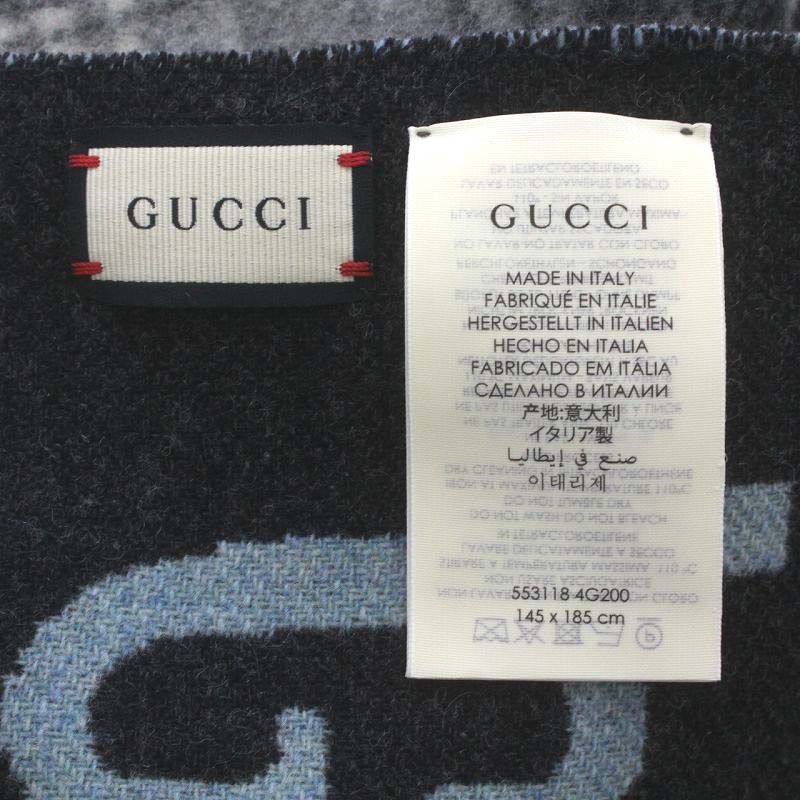 GUCCI
GUCCI
MADE IN ITALY
FABRIQUÉ EN ITALIE
HERGESTELLT IN ITALIEN
HECHO EN ITALIA
FABRICADO EM ITÁLIA
СДЕЛАНО В ИТАЛИИ
产地:意大利
イタリア製
صنع في إيطاليا
이태리제
553118 4G200
145 x 185 cm